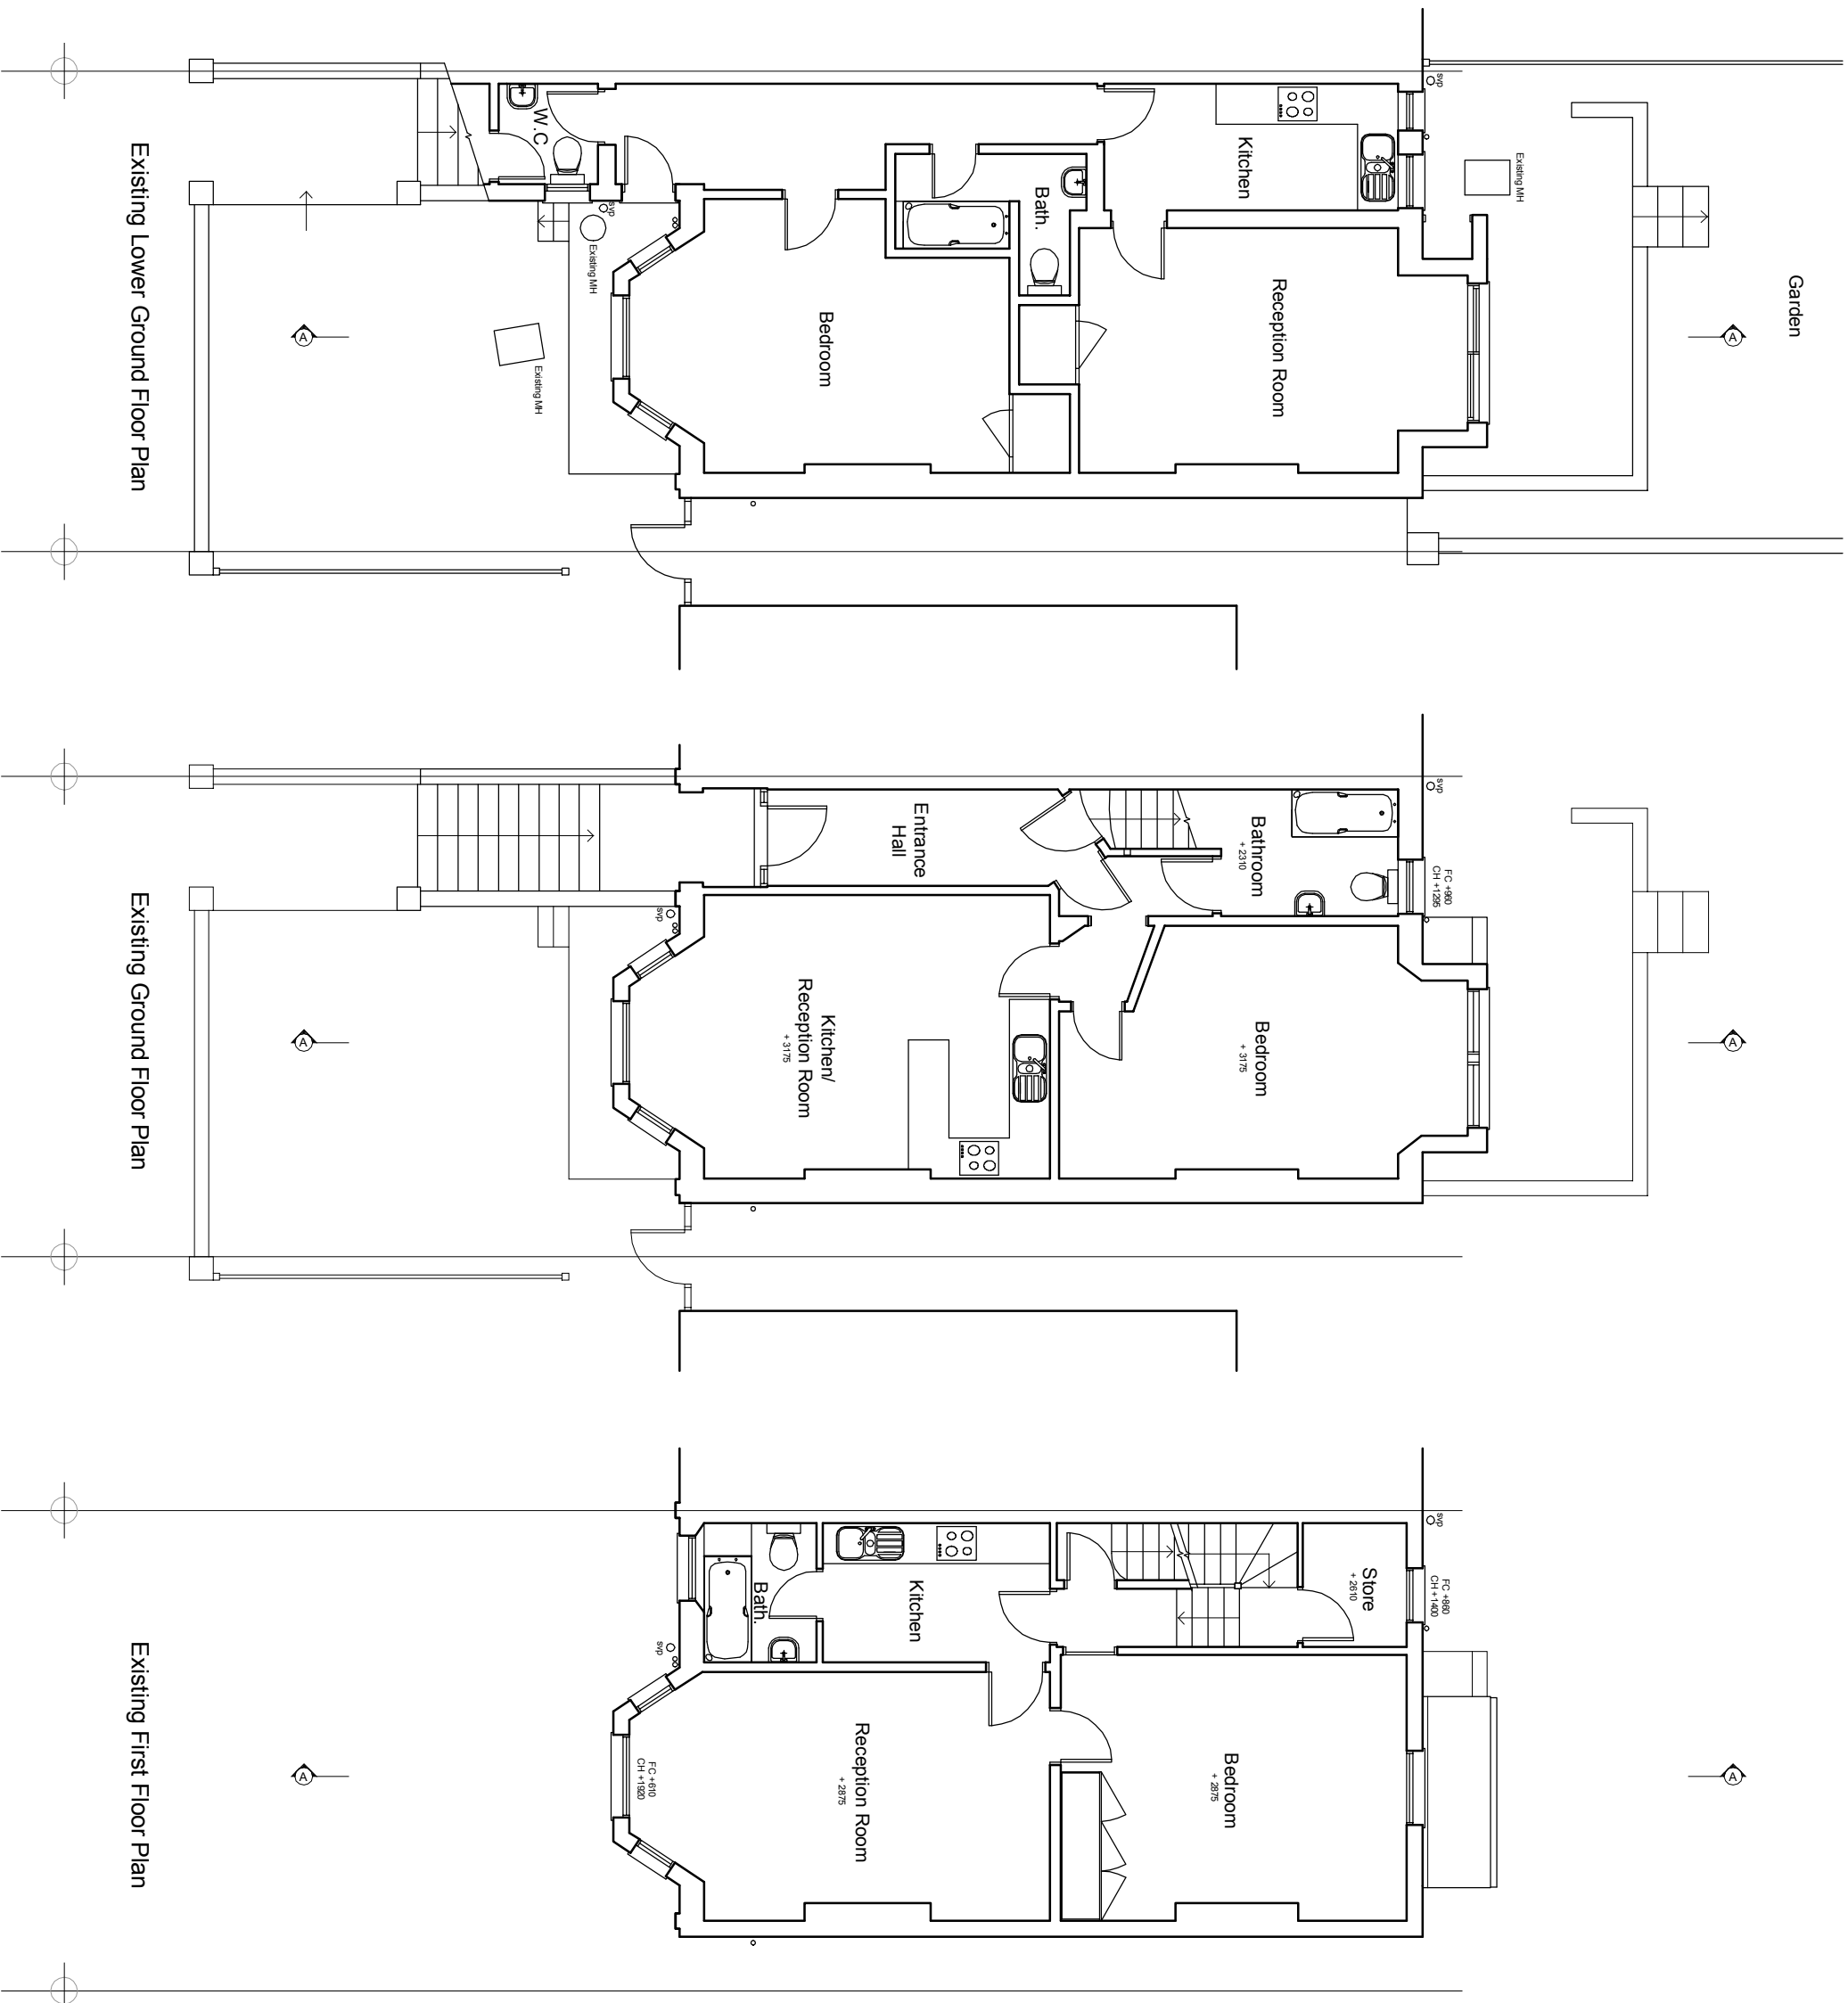 Garden
A
svp
Existing MH
Kitchen
Reception Room
Bath.
Bedroom
W.C
svp
Existing MH
Existing MH
A
Existing Lower Ground Floor Plan
A
svp
FC +960
CH +1295
Bathroom
+ 2310
Bedroom
+ 3175
Entrance
Hall
Kitchen/
Reception Room
+ 3175
svp
A
Existing Ground Floor Plan
A
svp
FC +860
CH +1400
Store
+ 2610
Bedroom
+ 2875
Kitchen
Bath.
Reception Room
+ 2875
svp
FC +610
CH +1920
A
Existing First Floor Plan